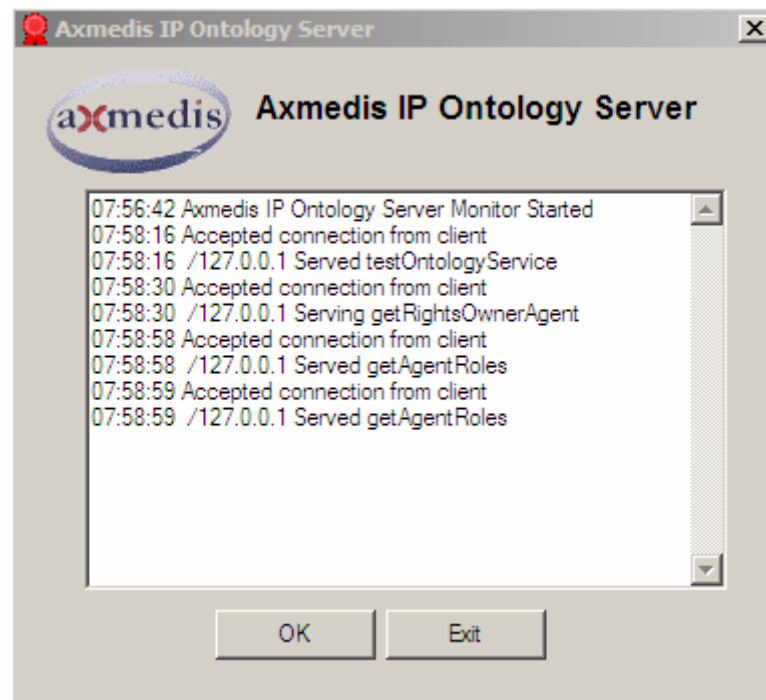 Axmedis IP Ontology Server
axmedis
Axmedis IP Ontology Server
07:56:42 Axmedis IP Ontology Server Monitor Started
07:58:16 Accepted connection from client
07:58:16 /127.0.0.1 Served testOntologyService
07:58:30 Accepted connection from client
07:58:30 /127.0.0.1 Serving getRightsOwnerAgent
07:58:58 Accepted connection from client
07:58:58 /127.0.0.1 Served getAgentRoles
07:58:59 Accepted connection from client
07:58:59 /127.0.0.1 Served getAgentRoles
OK Exit